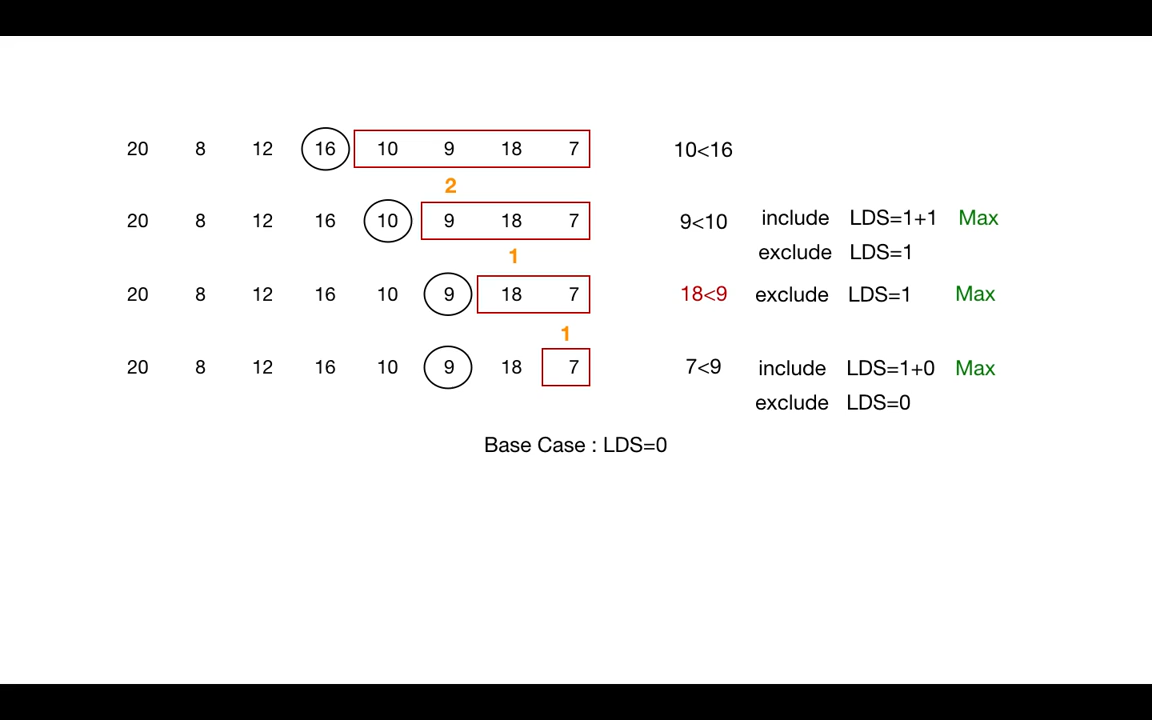 20 8 12 16 10 9 18 7 10<16
2
20 8 12 16 10 9 18 7 9<10 include LDS=1+1 Max
exclude LDS=1
1
20 8 12 16 10 9 18 7 18<9 exclude LDS=1 Max
1
20 8 12 16 10 9 18 7 7<9 include LDS=1+0 Max
exclude LDS=0
Base Case : LDS=0